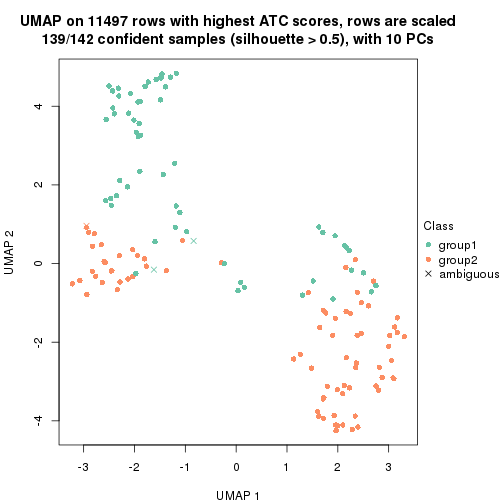 UMAP on 11497 rows with highest ATC scores, rows are scaled
139/142 confident samples (silhouette > 0.5), with 10 PCs
4
2
0
-2
-4
UMAP 2
-3
-2
-1
0
1
2
3
UMAP 1
Class
group1
group2
ambiguous